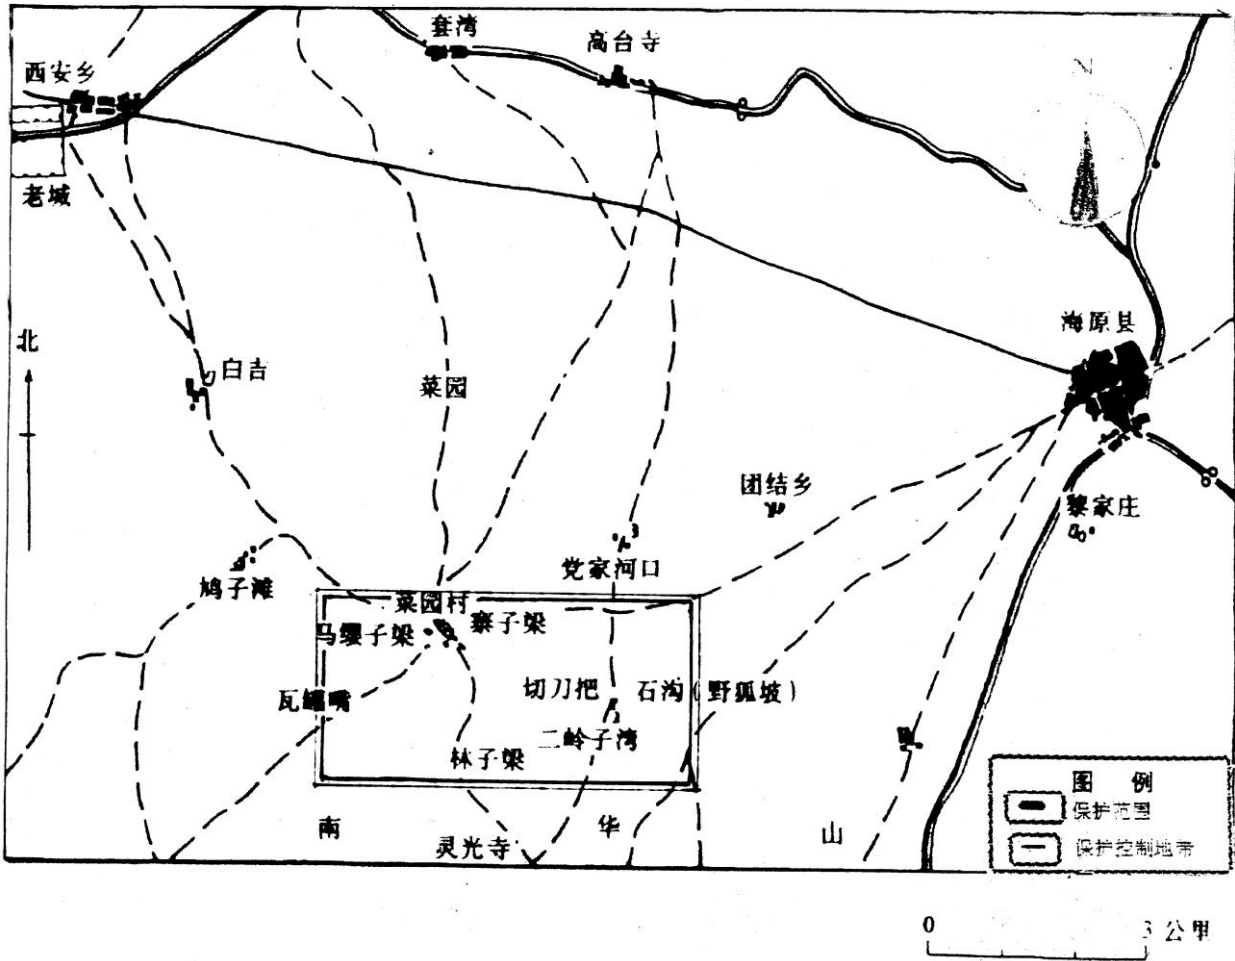 套湾
高台寺
西安乡
N
老城
海原县
北
白吉
菜园
团结乡
黎家庄
党家河口
鸠子滩
菜园村
马缨子梁
寨子梁
瓦罐嘴
切刀把
石沟(野狐坡)
二岭子湾
林子梁
南
华
山
灵光寺
图 例
保护范围
保护控制地带
0
3 公里